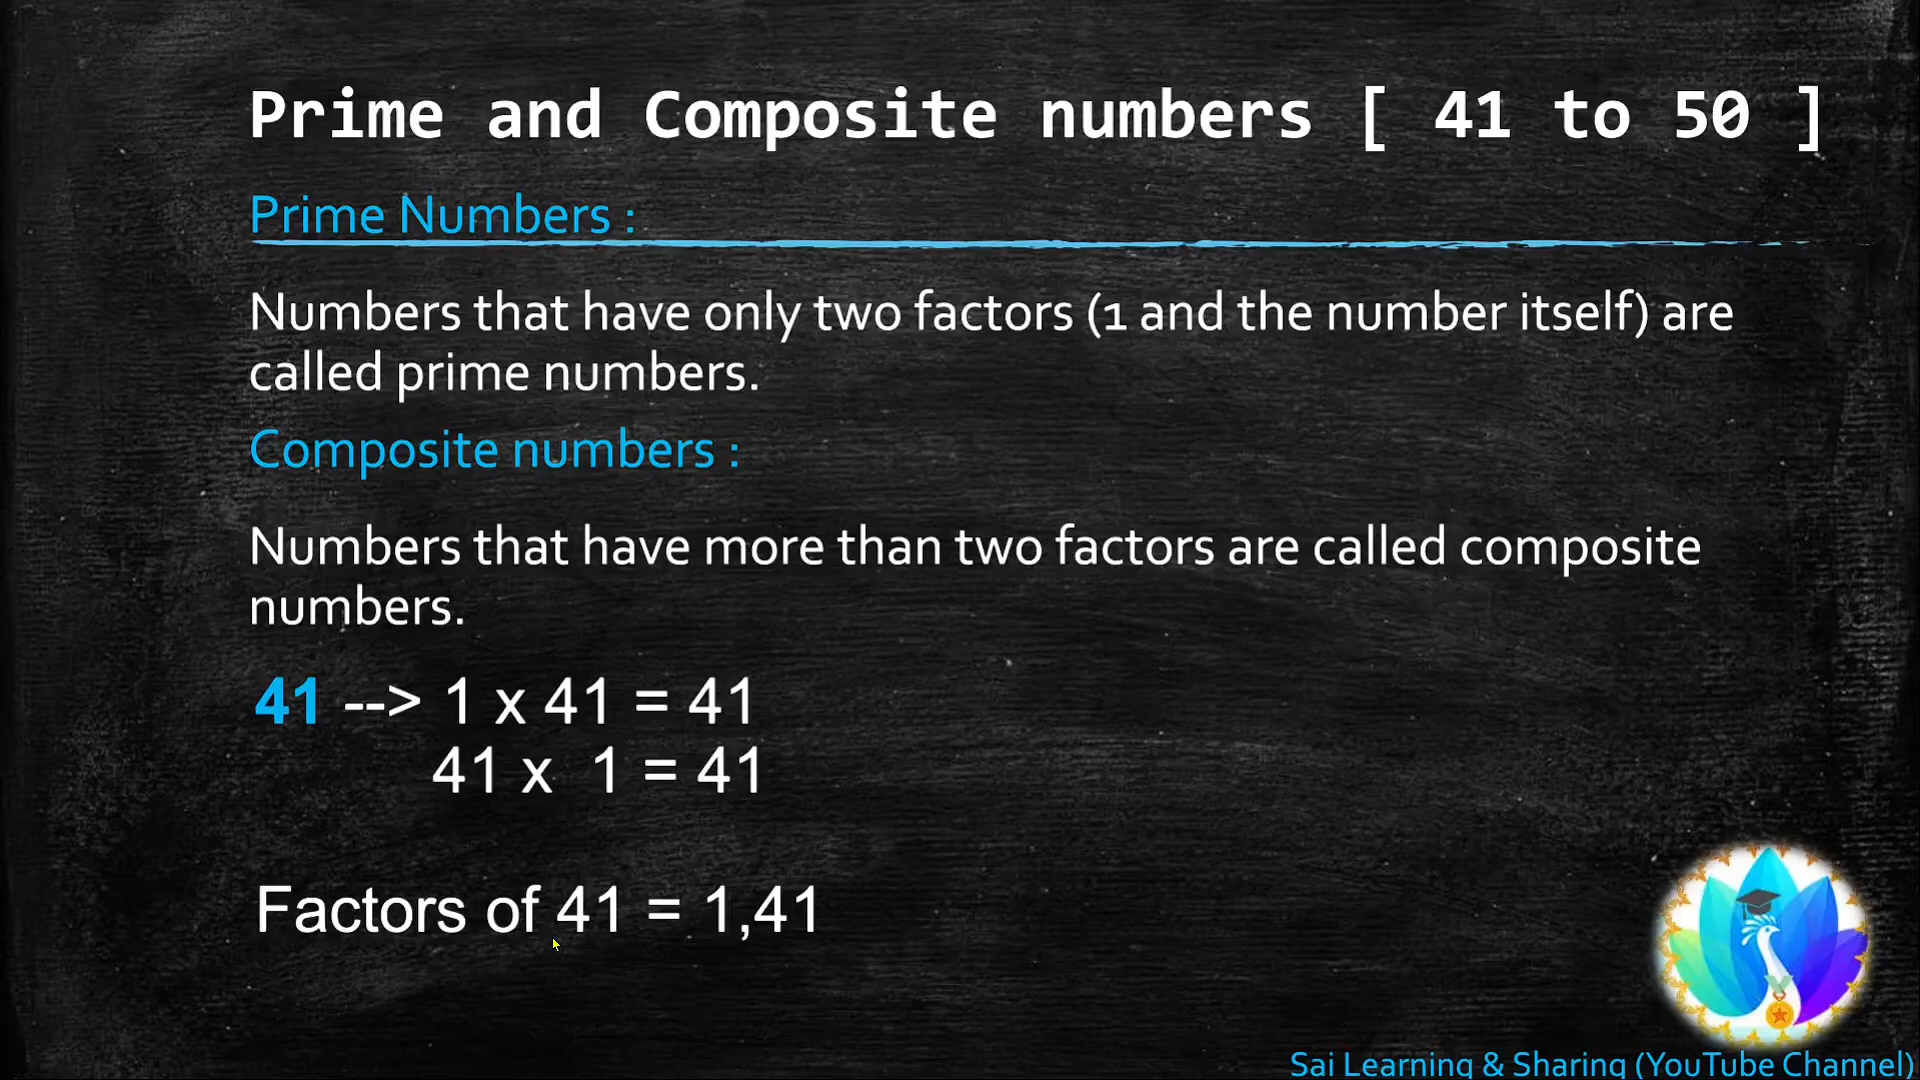 Prime and Composite numbers [ 41 to 50 ]
Prime Numbers :
Numbers that have only two factors (1 and the number itself) are
called prime numbers.
Composite numbers :
Numbers that have more than two factors are called composite
numbers.
41 --> 1 x 41 = 41
41 x 1 = 41
Factors of 41 = 1,41
Sai Learning & Sharing (YouTube Channel)